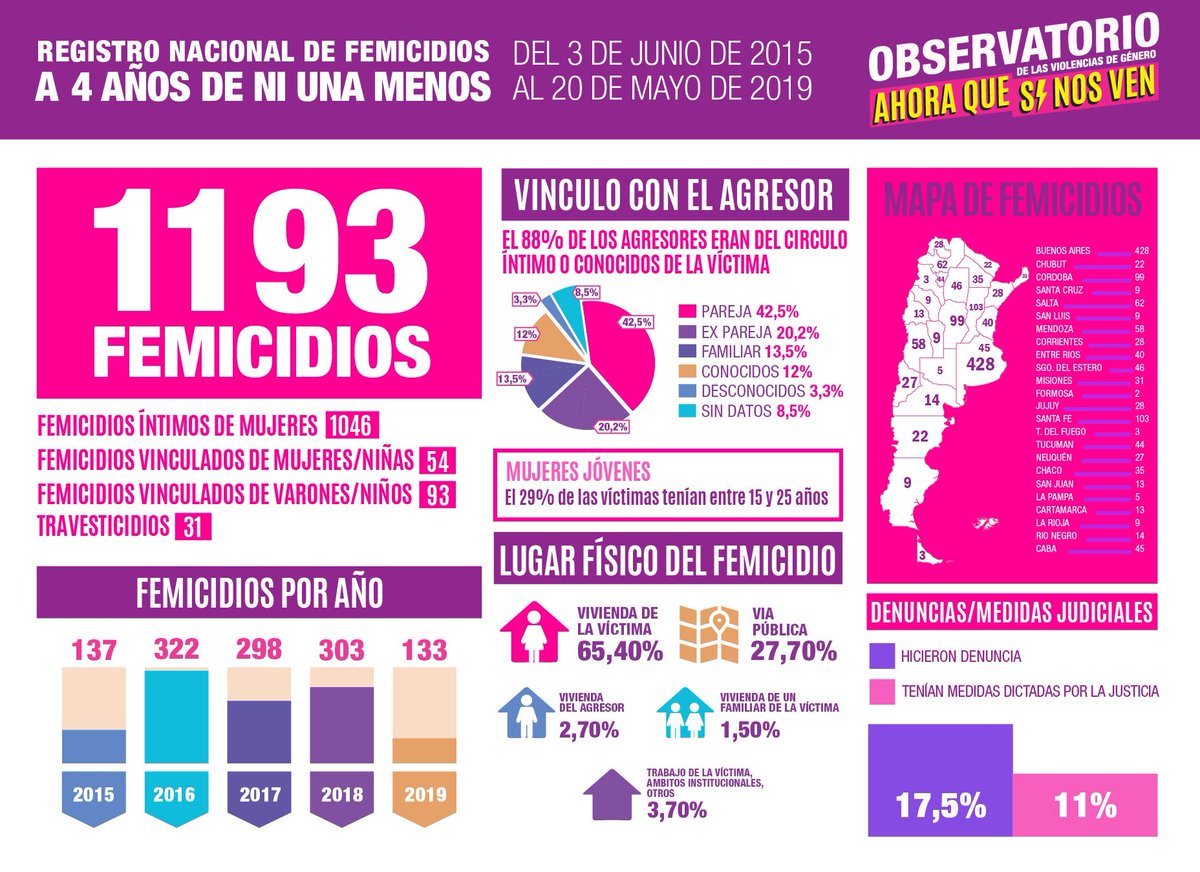 REGISTRO NACIONAL DE FEMICIDIOS
A 4 AÑOS DE NI UNA MENOS
DEL 3 DE JUNIO DE 2015
AL 20 DE MAYO DE 2019
OBSERVATORIO
DE LAS VIOLENCIAS DE GÉNERO
AHORA QUE SÍ NOS VEN
1193
FEMICIDIOS
FEMICIDIOS ÍNTIMOS DE MUJERES 1046
FEMICIDIOS VINCULADOS DE MUJERES/NIÑAS 54
FEMICIDIOS VINCULADOS DE VARONES/NIÑOS 93
TRAVESTICIDIOS 31
FEMICIDIOS POR AÑO
137 322 298 303 133
2015 2016 2017 2018 2019
VINCULO CON EL AGRESOR
EL 88% DE LOS AGRESORES ERAN DEL CIRCULO
ÍNTIMO O CONOCIDOS DE LA VÍCTIMA
8,5%
3,3%
42,5%
12%
13,5%
20,2%
PAREJA 42,5%
EX PAREJA 20,2%
FAMILIAR 13,5%
CONOCIDOS 12%
DESCONOCIDOS 3,3%
SIN DATOS 8,5%
MUJERES JÓVENES
El 29% de las víctimas tenían entre 15 y 25 años
LUGAR FÍSICO DEL FEMICIDIO
VIVIENDA DE
LA VÍCTIMA
65,40%
VIA
PÚBLICA
27,70%
VIVIENDA
DEL AGRESOR
2,70%
VIVIENDA DE UN
FAMILIAR DE LA VÍCTIMA
1,50%
TRABAJO DE LA VÍCTIMA,
AMBITOS INSTITUCIONALES,
OTROS
3,70%
MAPA DE FEMICIDIOS
28
62
22
3
44
46
35
31
28
9
103
13
99
40
58
9
45
5
428
27
14
22
9
3
BUENOS AIRES 428
CHUBUT 22
CORDOBA 99
SANTA CRUZ 9
SALTA 62
SAN LUIS 9
MENDOZA 58
CORRIENTES 28
ENTRE RIOS 40
SGO. DEL ESTERO 46
MISIONES 31
FORMOSA 2
JUJUY 28
SANTA FE 103
T. DEL FUEGO 3
TUCUMAN 44
NEUQUÉN 27
CHACO 35
SAN JUAN 13
LA PAMPA 5
CARTAMARCA 13
LA RIOJA 9
RIO NEGRO 14
CABA 45
DENUNCIAS/MEDIDAS JUDICIALES
HICIERON DENUNCIA
TENÍAN MEDIDAS DICTADAS POR LA JUSTICIA
17,5%
11%